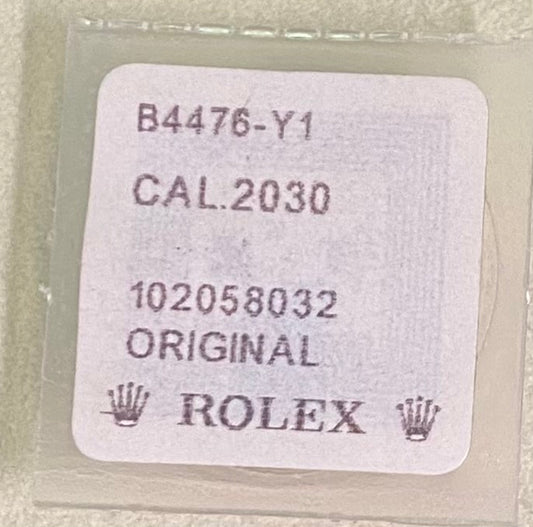 B4476-Y1
CAL.2030
102058032
ORIGINAL
ROLEX